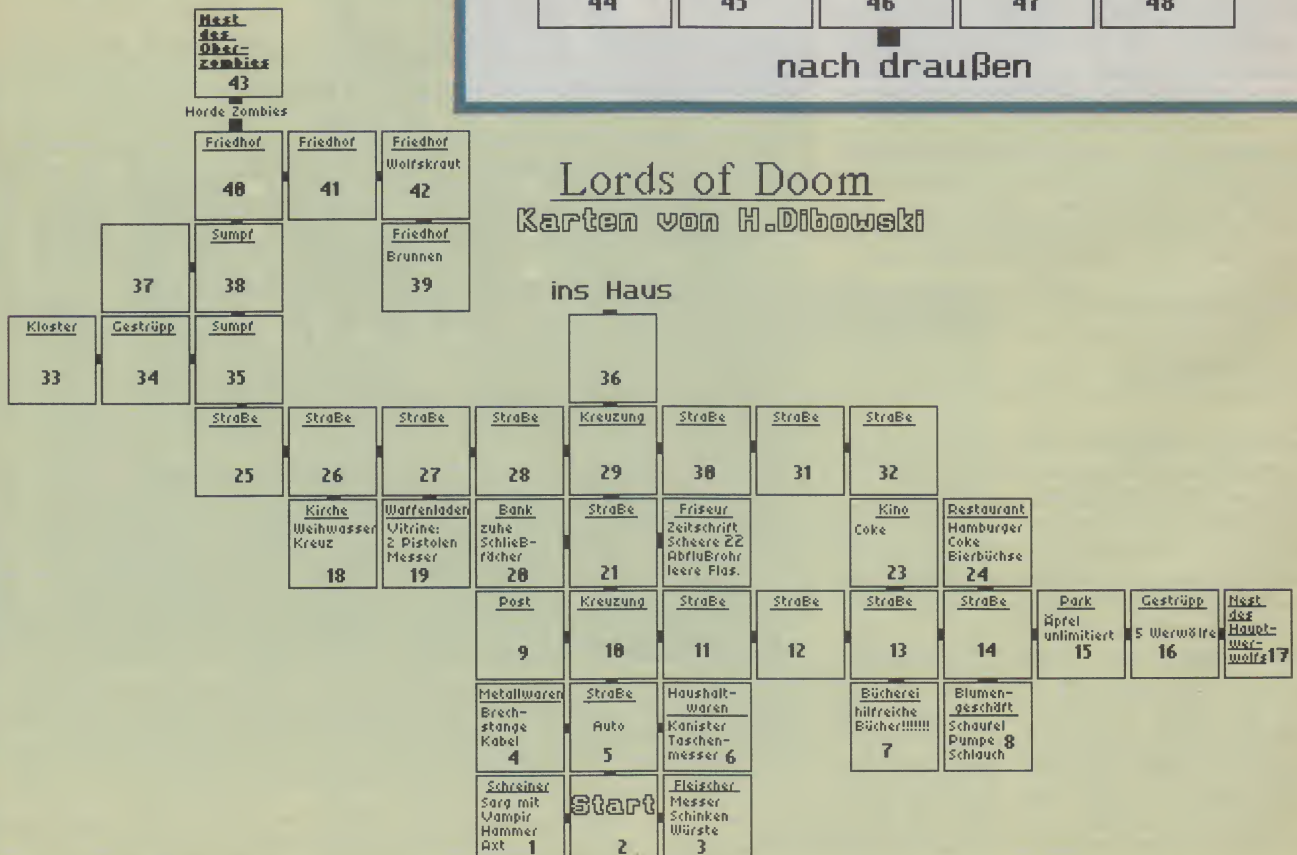 44 45 46 47 48
nach draußen
Nest
des
Ober-
zombies
43
Horde Zombies
Friedhof
40
Friedhof
41
Friedhof
Wolfskraut
42
Lords of Doom
Karten von H.Dibowski
37
Sumpf
38
Friedhof
Brunnen
39
ins Haus
Kloster
33
Gestrüpp
34
Sumpf
35
36
Straße
25
Straße
26
Straße
27
Straße
28
Kreuzung
29
Straße
30
Straße
31
Straße
32
Kirche
Weihwasser
Kreuz
18
Waffenladen
Vitrine:
2 Pistolen
Messer
19
Bank
zuhe
Schließ-
fächer
20
Straße
21
Friseur
Zeitschrift
Scheere 22
Abflußrohr
leere Flas.
Kino
Coke
23
Restaurant
Hamburger
Coke
Bierbüchse
24
Post
9
Kreuzung
10
Straße
11
Straße
12
Straße
13
Straße
14
Park
Äpfel
unlimitiert
15
Gestrüpp
5 Werwölfe
16
Nest
des
Haupt-
wer-
wolfs 17
Metallwaren
Brech-
stange
Kabel
4
Straße
Auto
5
Haushalt-
waren
Kanister
Taschen-
messer 6
Bücherei
hilfreiche
Bücher!!!!!!!
7
Blumen-
geschäft
Schaufel
Pumpe 8
Schlauch
Schreiner
Sarg mit
Vampir
Hammer
Axt 1
Start
2
Fleischer
Messer
Schinken
Würste
3